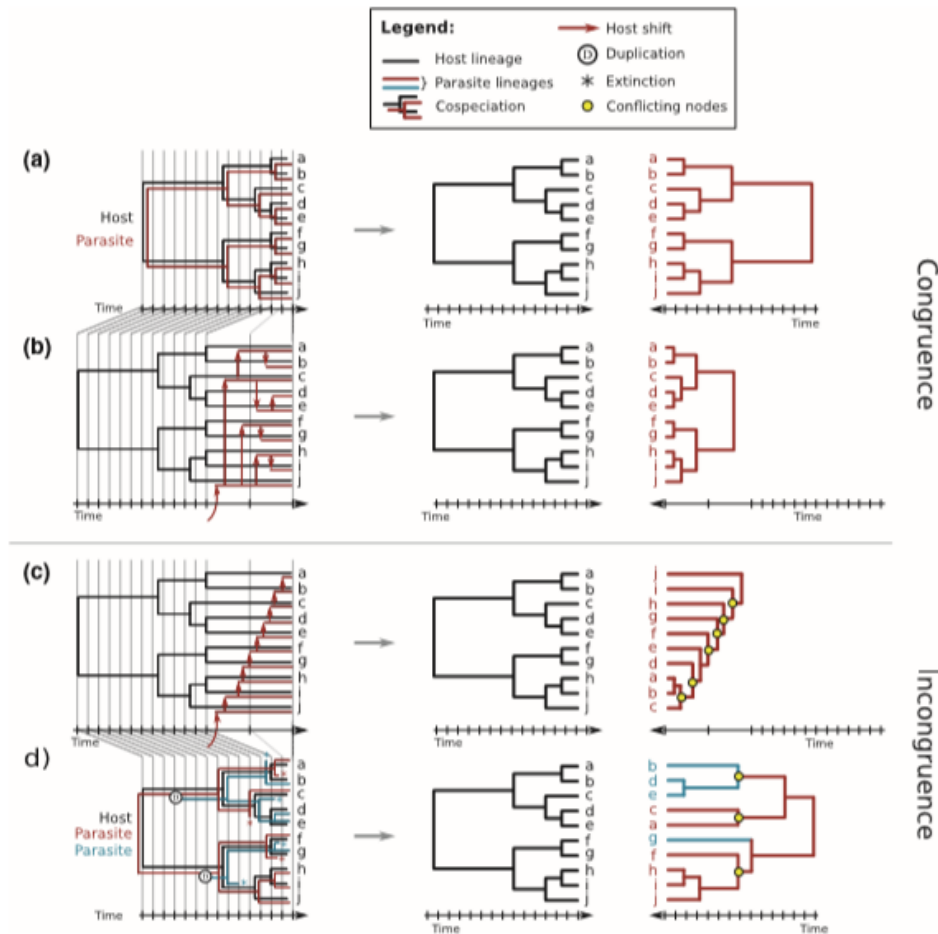 Legend:
Host lineage
Parasite lineages
Cospeciation
Host shift
D Duplication
Extinction
Conflicting nodes
(a)
Host
Parasite
Time
a
b
c
d
e
f
g
h
i
j
a
b
c
d
e
f
g
h
i
j
Time
a
b
c
d
e
f
g
h
i
j
Time
(b)
a
b
c
d
e
f
g
h
i
j
Time
a
b
c
d
e
f
g
h
i
j
Time
a
b
c
d
e
f
g
h
i
j
Time
Congruence
(c)
a
b
c
d
e
f
g
h
i
j
Time
a
b
c
d
e
f
g
h
i
j
Time
j
i
h
g
f
e
d
a
b
c
Time
d)
Host
Parasite
Parasite
D
D
Time
a
b
c
d
e
f
g
h
i
j
a
b
c
d
e
f
g
h
i
j
Time
b
d
e
c
a
g
f
h
i
j
Time
Incongruence